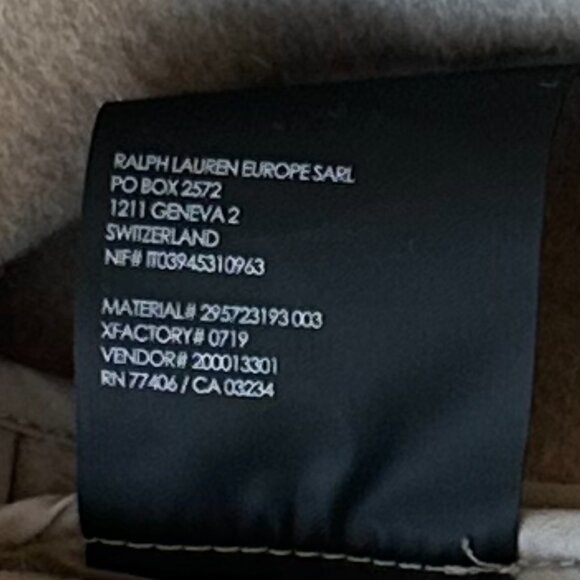 RALPH LAUREN EUROPE SARL
PO BOX 2572
1211 GENEVA 2
SWITZERLAND
NIF# IT03945310963
MATERIAL# 295723193 003
XFACTORY# 0719
VENDOR# 200013301
RN 77406 / CA 03234